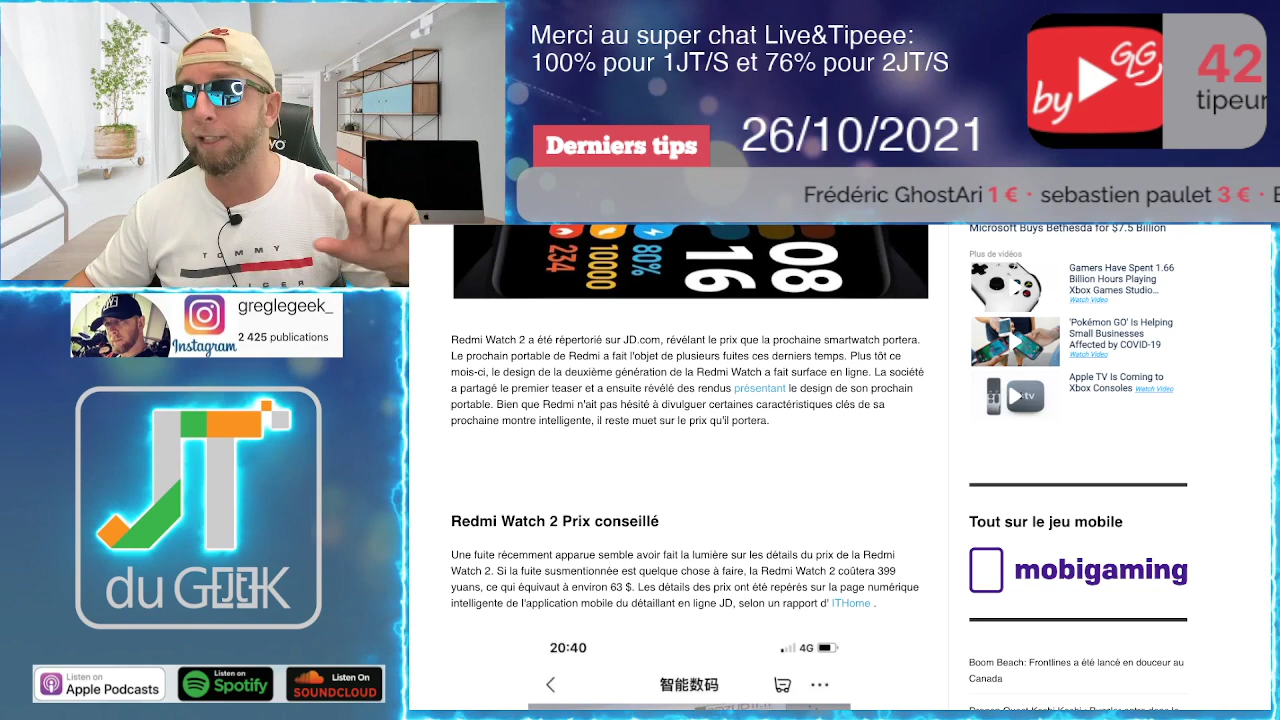 Merci au super chat Live&Tipeee:
100% pour 1JT/S et 76% pour 2JT/S
by GLG
42
tipeur
Derniers tips
26/10/2021
Frédéric GhostAri 1 € · sebastien paulet 3 € ·
TOMMY
greglegeek_
2 425 publications
Instagram
JT
du GEEK
Listen on
Apple Podcasts
Listen on
Spotify
Listen On
SOUNDCLOUD
234
10000
80%
08
16
Redmi Watch 2 a été répertorié sur JD.com, révélant le prix que la prochaine smartwatch portera.
Le prochain portable de Redmi a fait l'objet de plusieurs fuites ces derniers temps. Plus tôt ce
mois-ci, le design de la deuxième génération de la Redmi Watch a fait surface en ligne. La société
a partagé le premier teaser et a ensuite révélé des rendus présentant le design de son prochain
portable. Bien que Redmi n'ait pas hésité à divulguer certaines caractéristiques clés de sa
prochaine montre intelligente, il reste muet sur le prix qu'il portera.
Redmi Watch 2 Prix conseillé
Une fuite récemment apparue semble avoir fait la lumière sur les détails du prix de la Redmi
Watch 2. Si la fuite susmentionnée est quelque chose à faire, la Redmi Watch 2 coûtera 399
yuans, ce qui équivaut à environ 63 $. Les détails des prix ont été repérés sur la page numérique
intelligente de l'application mobile du détaillant en ligne JD, selon un rapport d' ITHome .
20:40
4G
智能数码
Microsoft Buys Bethesda for $7.5 Billion
Plus de vidéos
Gamers Have Spent 1.66
Billion Hours Playing
Xbox Games Studio...
Watch Video
'Pokémon GO' Is Helping
Small Businesses
Affected by COVID-19
Watch Video
tv
Apple TV Is Coming to
Xbox Consoles Watch Video
Tout sur le jeu mobile
mobigaming
Boom Beach: Frontlines a été lancé en douceur au
Canada